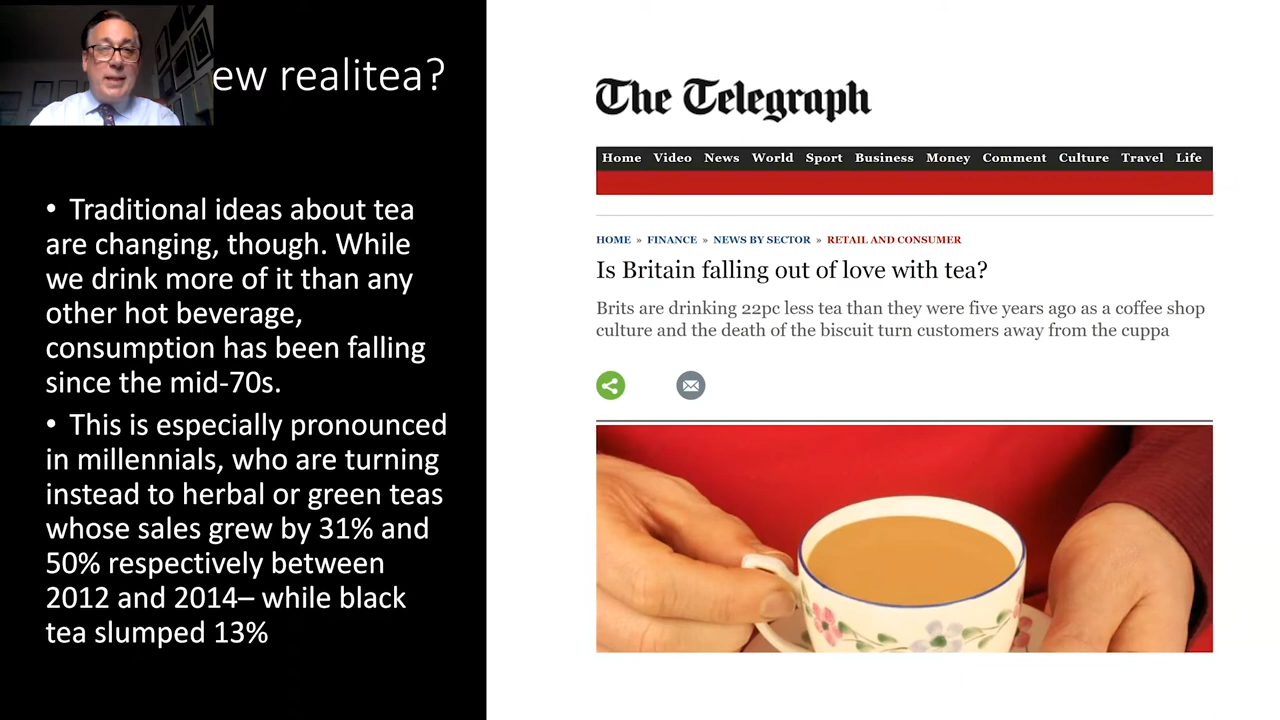 ew realitea?
• Traditional ideas about tea
are changing, though. While
we drink more of it than any
other hot beverage,
consumption has been falling
since the mid-70s.
• This is especially pronounced
in millennials, who are turning
instead to herbal or green teas
whose sales grew by 31% and
50% respectively between
2012 and 2014– while black
tea slumped 13%
The Telegraph
Home Video News World Sport Business Money Comment Culture Travel Life
HOME » FINANCE » NEWS BY SECTOR » RETAIL AND CONSUMER
Is Britain falling out of love with tea?
Brits are drinking 22pc less tea than they were five years ago as a coffee shop
culture and the death of the biscuit turn customers away from the cuppa